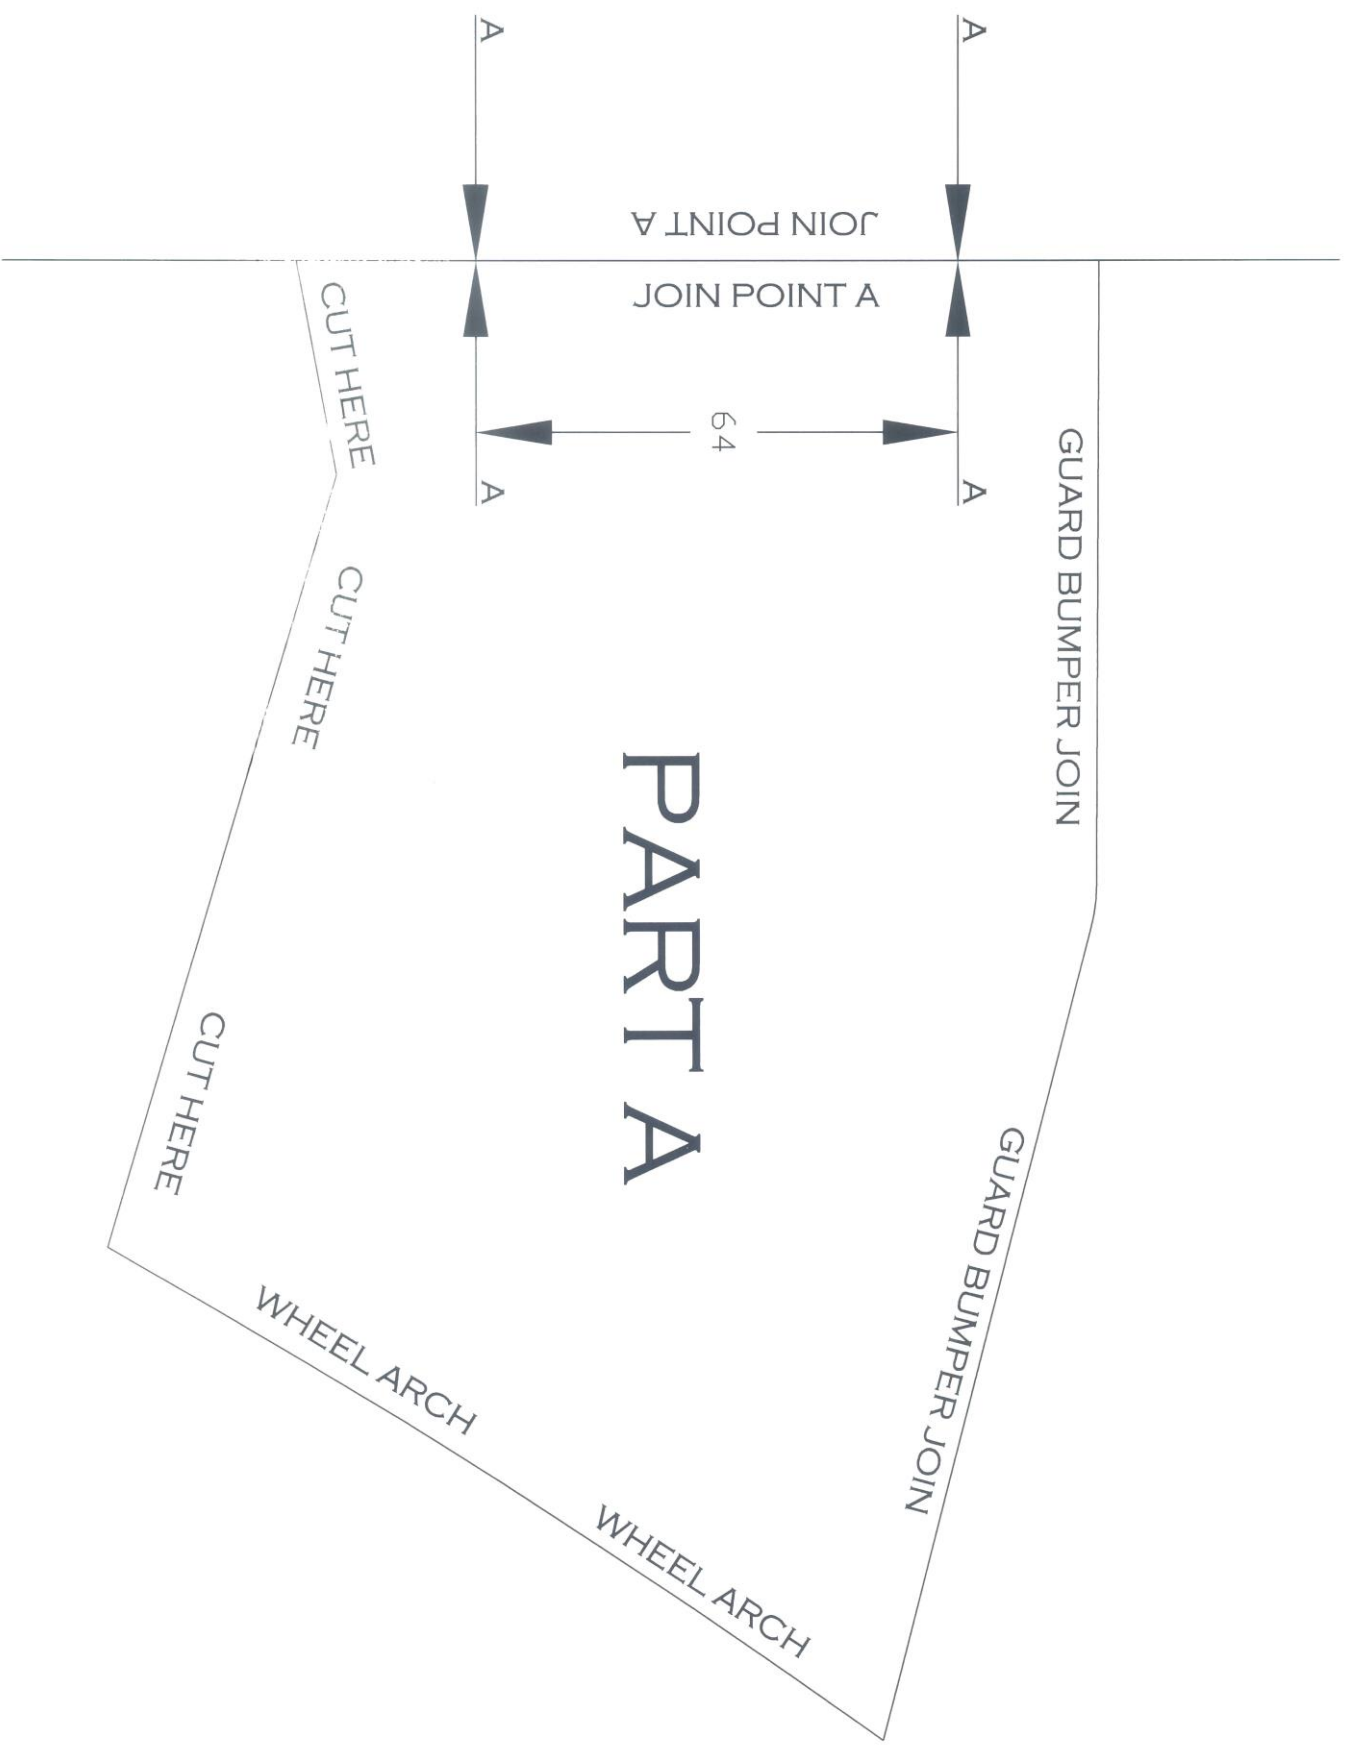 A
A
JOIN POINT A
JOIN POINT A
64
A
A
CUT HERE
GUARD BUMPER JOIN
CUT HERE
PART A
CUT HERE
GUARD BUMPER JOIN
WHEEL ARCH
WHEEL ARCH